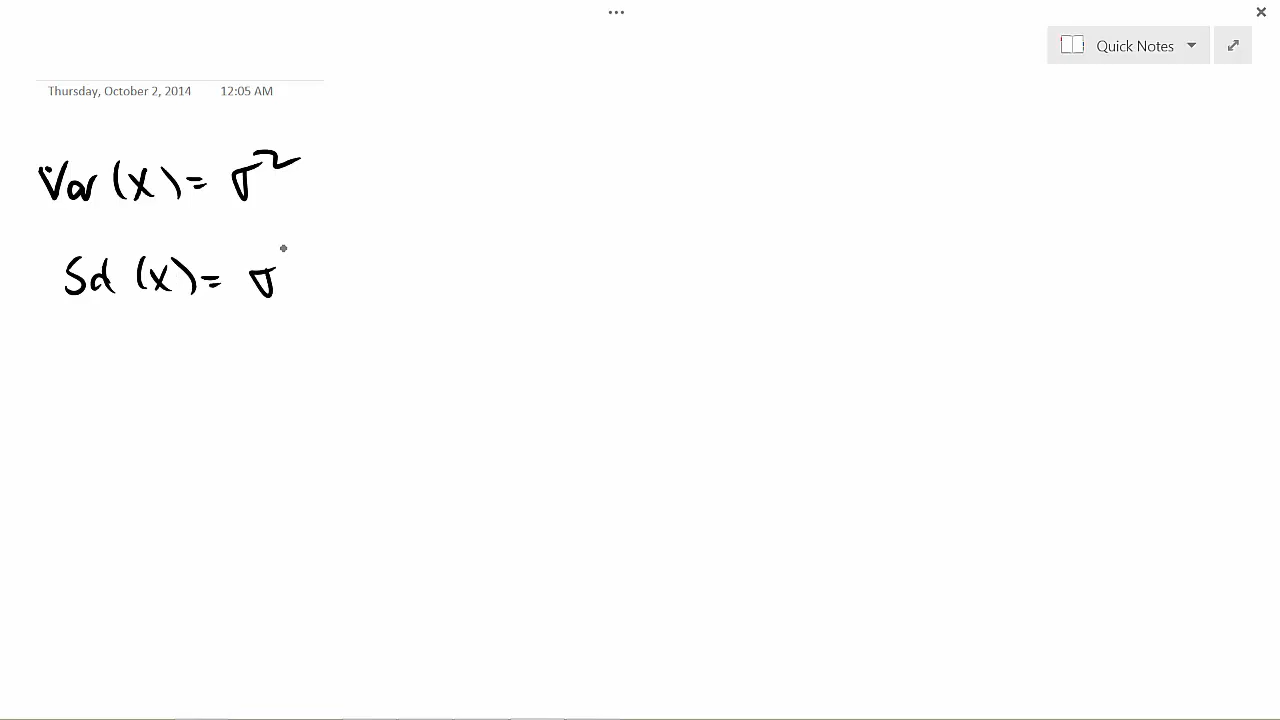 Quick Notes
Thursday, October 2, 2014 12:05 AM
Var (X) = σ²
Sd (X) = σ